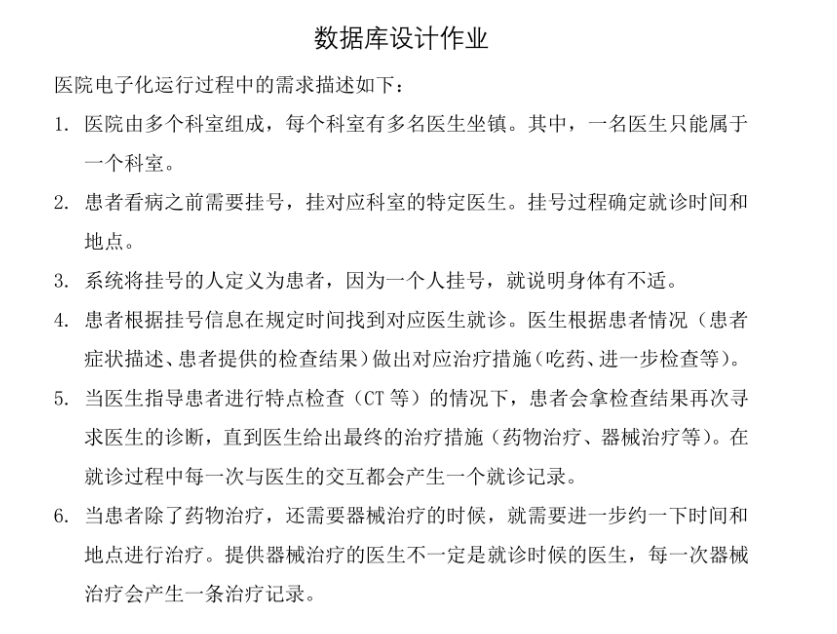 数据库设计作业
医院电子化运行过程中的需求描述如下：
1. 医院由多个科室组成，每个科室有多名医生坐镇。其中，一名医生只能属于
一个科室。
2. 患者看病之前需要挂号，挂对应科室的特定医生。挂号过程确定就诊时间和
地点。
3. 系统将挂号的人定义为患者，因为一个人挂号，就说明身体有不适。
4. 患者根据挂号信息在规定时间找到对应医生就诊。医生根据患者情况（患者
症状描述、患者提供的检查结果）做出对应治疗措施（吃药、进一步检查等）。
5. 当医生指导患者进行特点检查（CT 等）的情况下，患者会拿检查结果再次寻
求医生的诊断，直到医生给出最终的治疗措施（药物治疗、器械治疗等）。在
就诊过程中每一次与医生的交互都会产生一个就诊记录。
6. 当患者除了药物治疗，还需要器械治疗的时候，就需要进一步约一下时间和
地点进行治疗。提供器械治疗的医生不一定是就诊时候的医生，每一次器械
治疗会产生一条治疗记录。